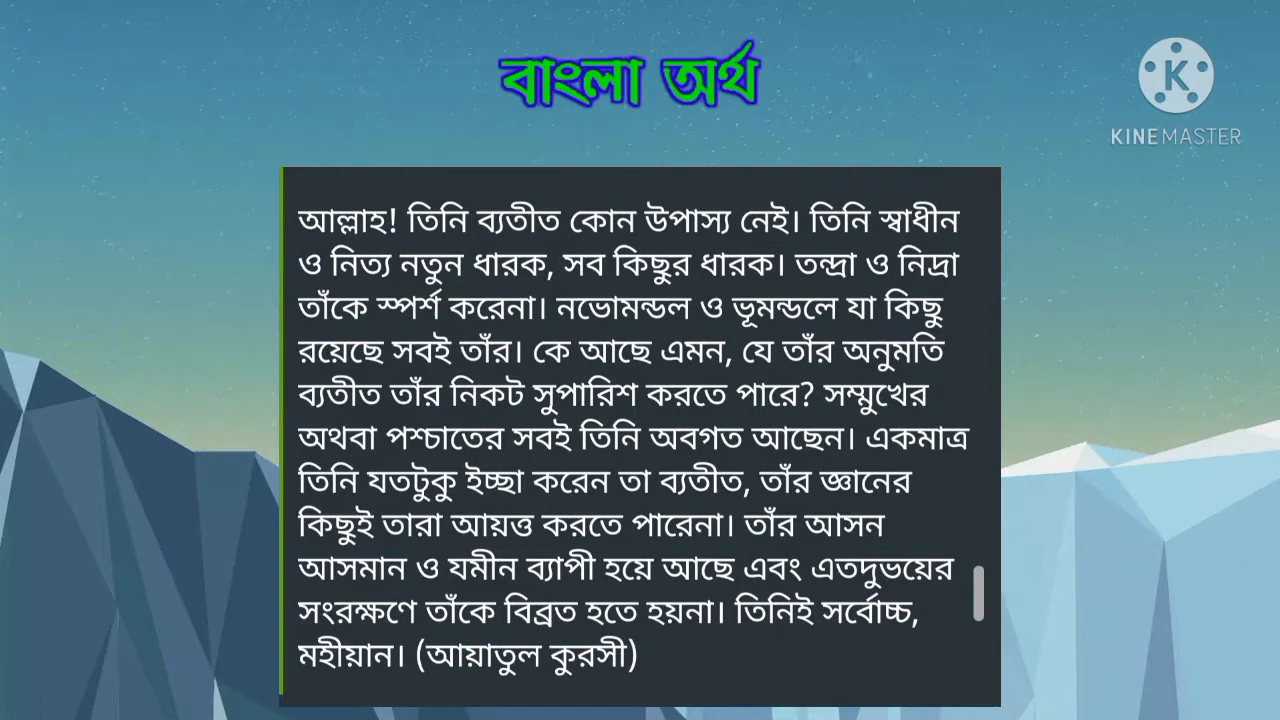 বাংলা অর্থ
K
KINEMASTER
আল্লাহ! তিনি ব্যতীত কোন উপাস্য নেই। তিনি স্বাধীন
ও নিত্য নতুন ধারক, সব কিছুর ধারক। তন্দ্রা ও নিদ্রা
তাঁকে স্পর্শ করেনা। নভোমন্ডল ও ভূমন্ডলে যা কিছু
রয়েছে সবই তাঁর। কে আছে এমন, যে তাঁর অনুমতি
ব্যতীত তাঁর নিকট সুপারিশ করতে পারে? সম্মুখের
অথবা পশ্চাতের সবই তিনি অবগত আছেন। একমাত্র
তিনি যতটুকু ইচ্ছা করেন তা ব্যতীত, তাঁর জ্ঞানের
কিছুই তারা আয়ত্ত করতে পারেনা। তাঁর আসন
আসমান ও যমীন ব্যাপী হয়ে আছে এবং এতদুভয়ের
সংরক্ষণে তাঁকে বিব্রত হতে হয়না। তিনিই সর্বোচ্চ,
মহীয়ান। (আয়াতুল কুরসী)